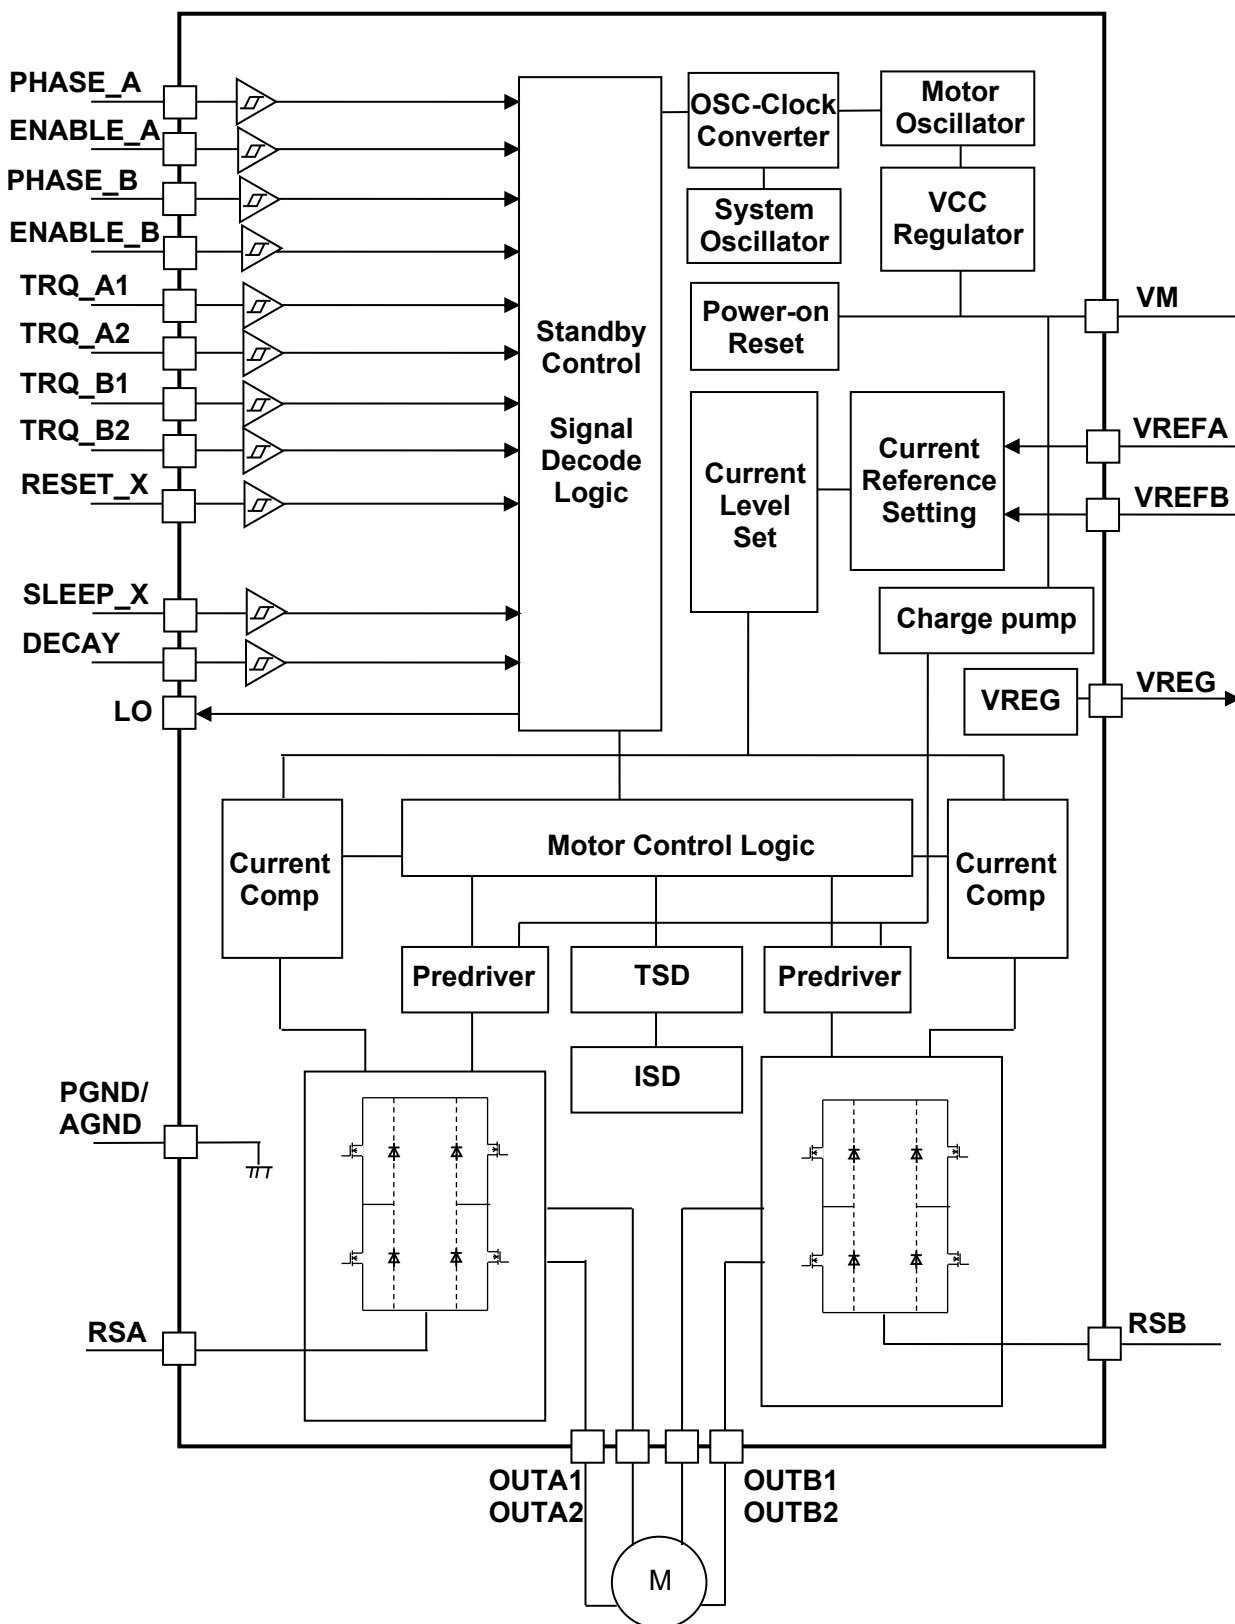 PHASE_A
ENABLE_A
PHASE_B
ENABLE_B
TRQ_A1
TRQ_A2
TRQ_B1
TRQ_B2
RESET_X
SLEEP_X
DECAY
LO
Standby
Control
Signal
Decode
Logic
OSC-Clock
Converter
Motor
Oscillator
System
Oscillator
VCC
Regulator
Power-on
Reset
VM
Current
Level
Set
Current
Reference
Setting
VREFA
VREFB
Charge pump
VREG
VREG
Current
Comp
Motor Control Logic
Current
Comp
Predriver
TSD
Predriver
ISD
PGND/
AGND
RSA
RSB
OUTA1
OUTA2
OUTB1
OUTB2
M